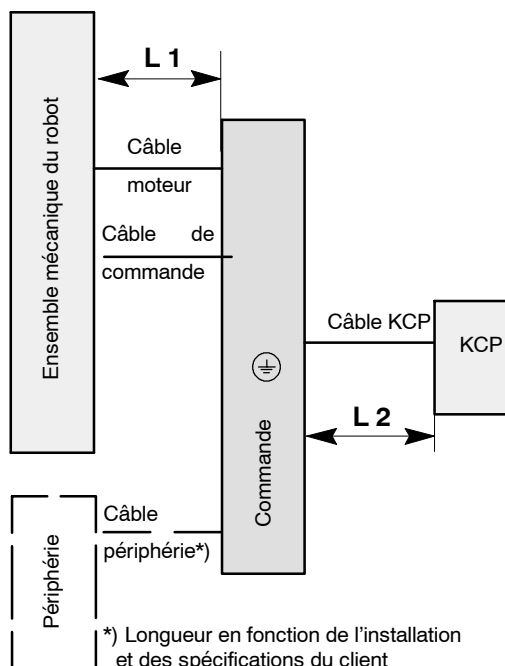 L 1
Ensemble mécanique du robot
Câble
moteur
Câble de
commande
Câble KCP
KCP
L 2
Commande
Câble
périphérie*)
Périphérie
*) Longueur en fonction de l'installation
et des spécifications du client